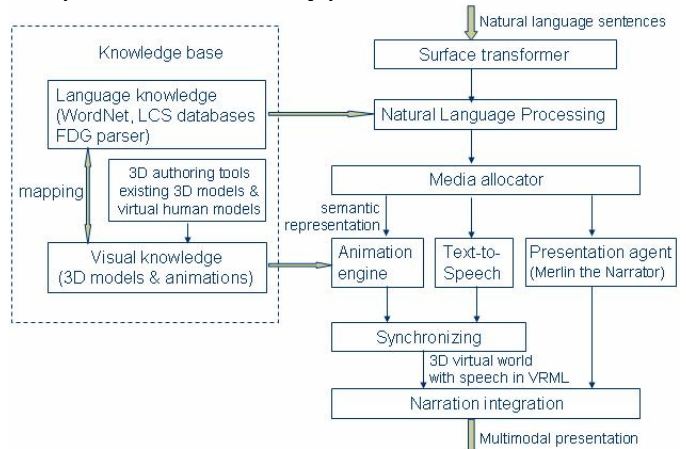 Natural language sentences
Knowledge base
Surface transformer
Language knowledge
(WordNet, LCS databases
FDG parser)
Natural Language Processing
3D authoring tools
existing 3D models &
virtual human models
mapping
Media allocator
semantic
representation
Visual knowledge
(3D models & animations)
Animation
engine
Text-to-
Speech
Presentation agent
(Merlin the Narrator)
Synchronizing
3D virtual world
with speech in VRML
Narration integration
Multimodal presentation